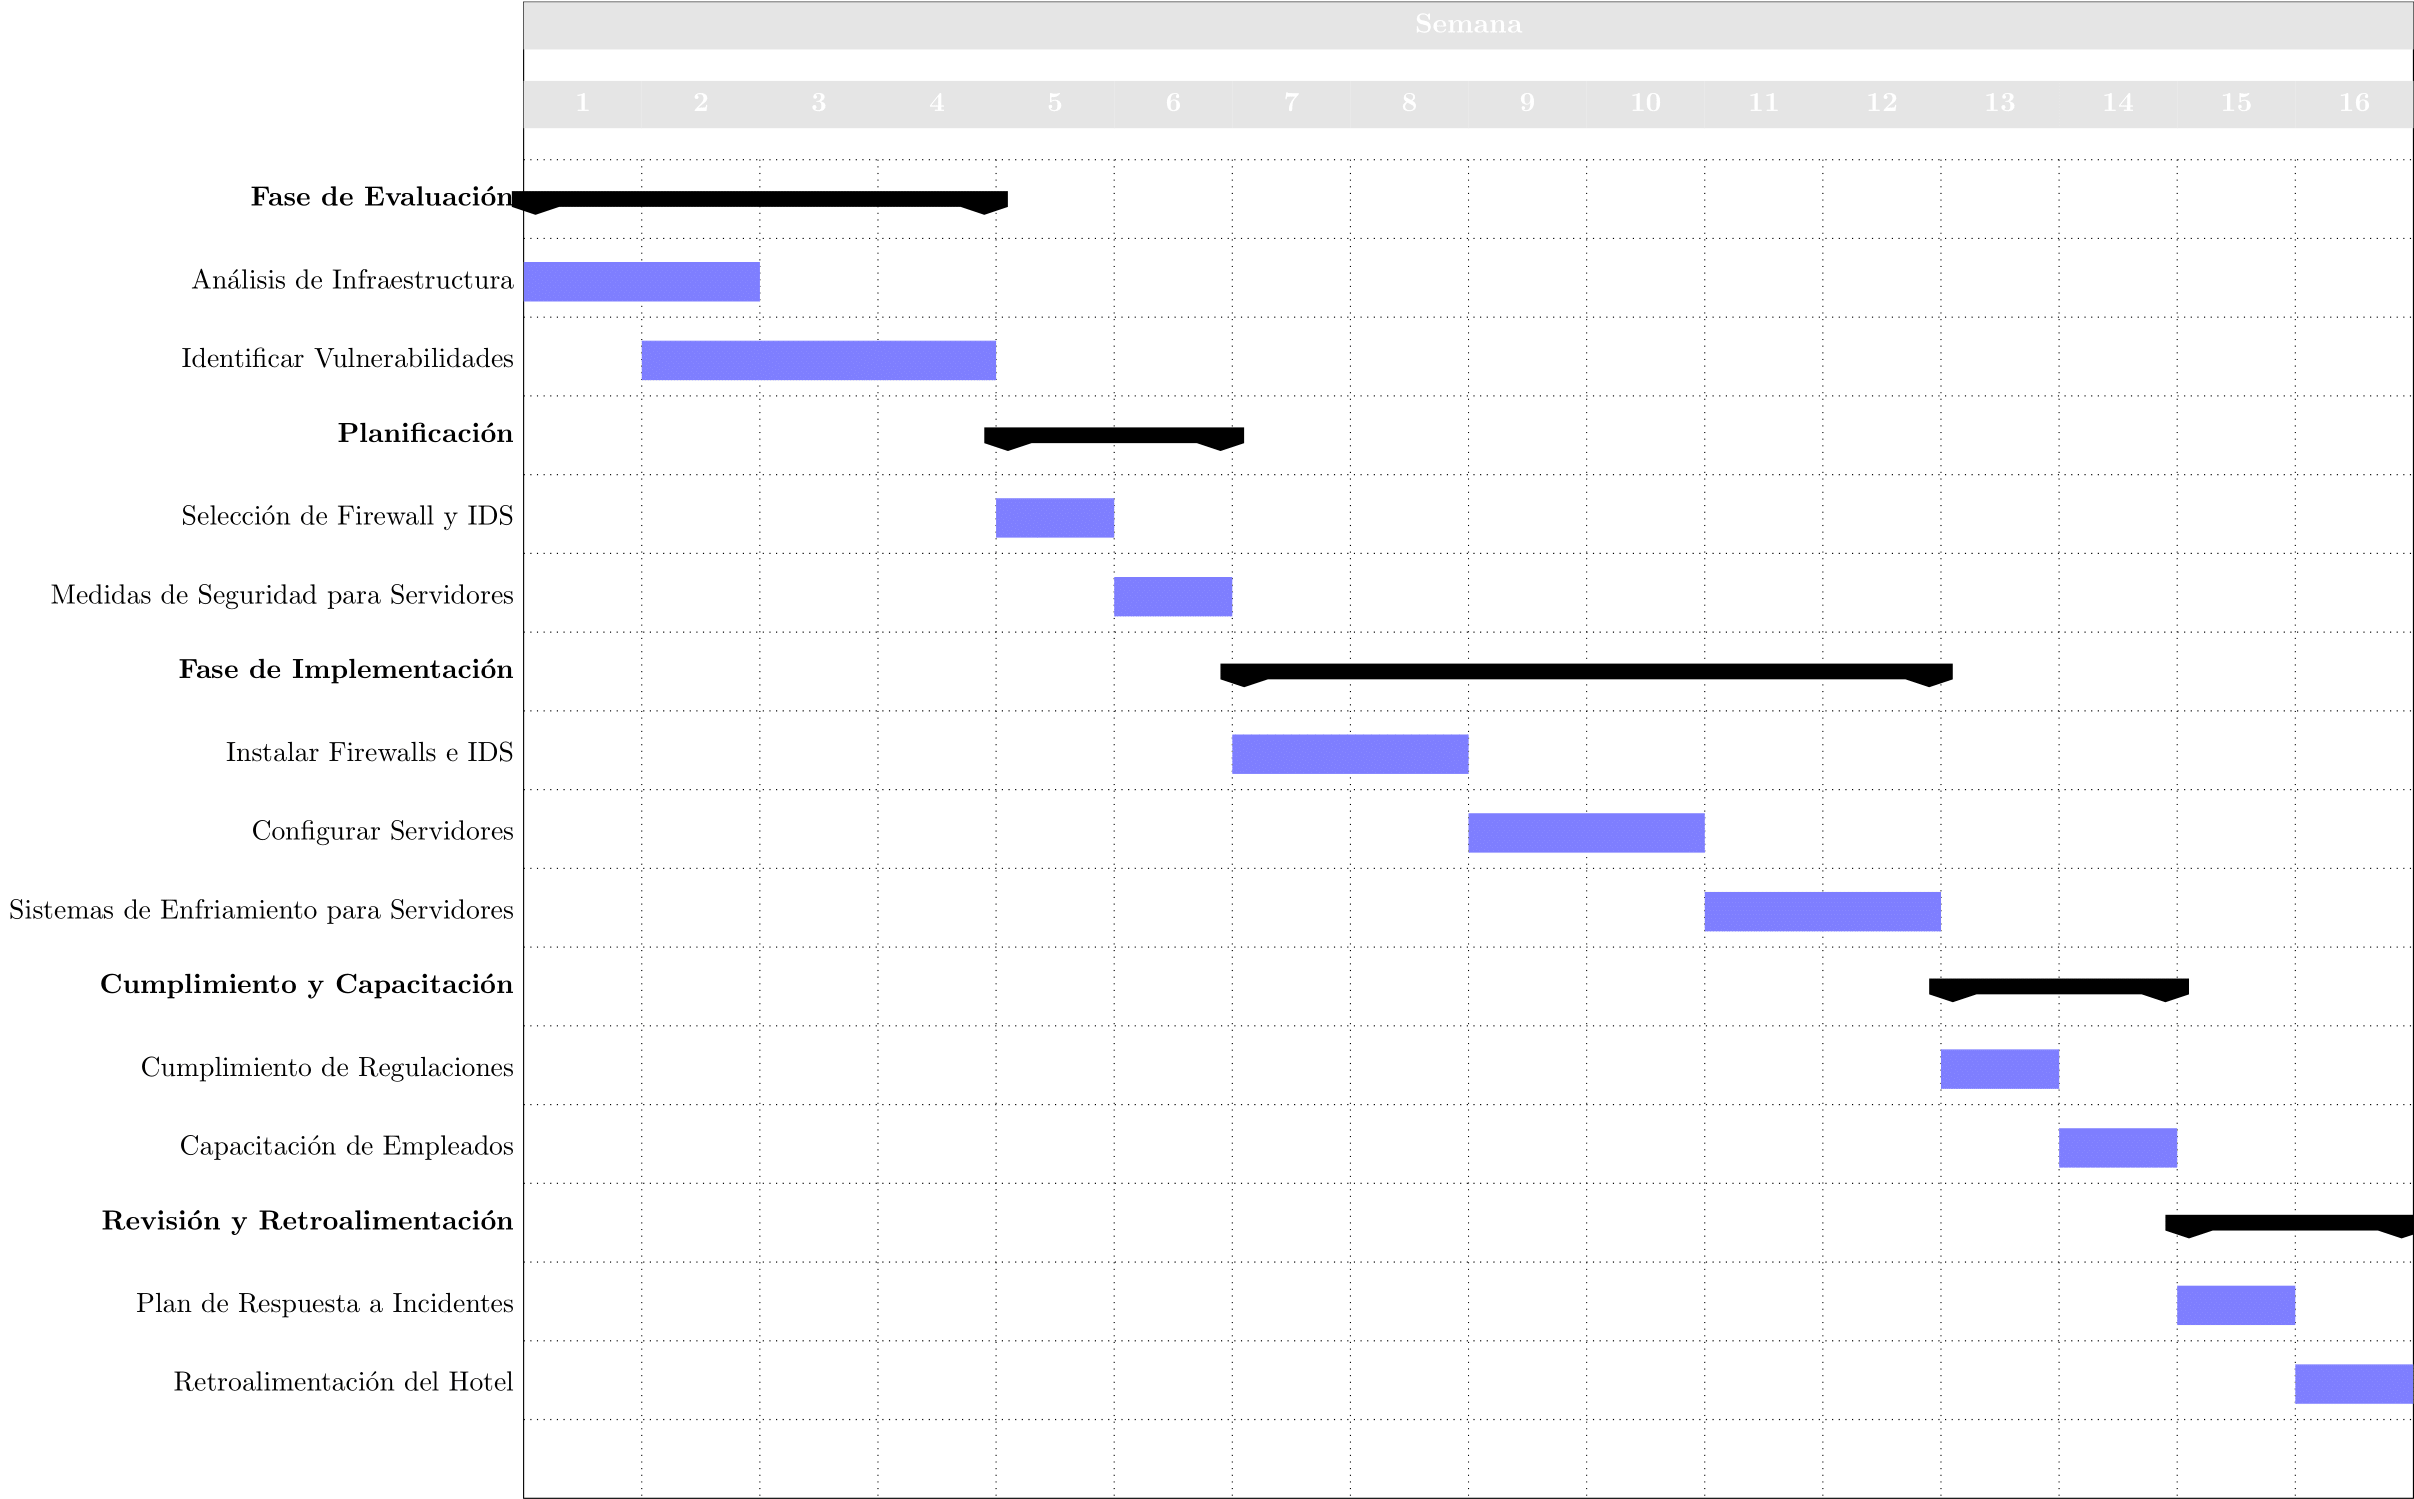 Semana
1 2 3 4 5 6 7 8 9 10 11 12 13 14 15 16
Fase de Evaluación
Análisis de Infraestructura
Identificar Vulnerabilidades
Planificación
Selección de Firewall y IDS
Medidas de Seguridad para Servidores
Fase de Implementación
Instalar Firewalls e IDS
Configurar Servidores
Sistemas de Enfriamiento para Servidores
Cumplimiento y Capacitación
Cumplimiento de Regulaciones
Capacitación de Empleados
Revisión y Retroalimentación
Plan de Respuesta a Incidentes
Retroalimentación del Hotel